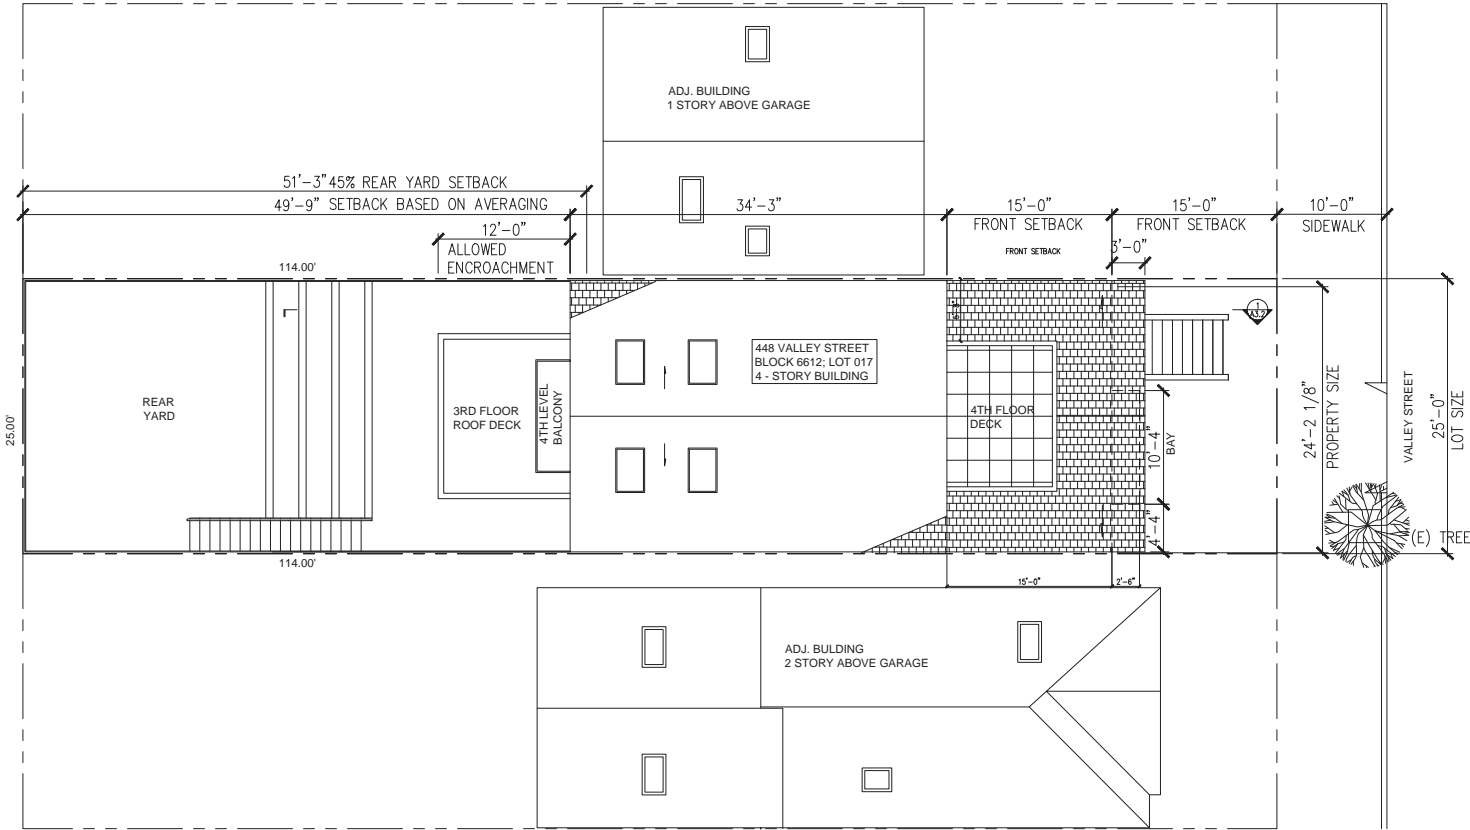 ADJ. BUILDING
1 STORY ABOVE GARAGE
51'-3" 45% REAR YARD SETBACK
49'-9" SETBACK BASED ON AVERAGING
34'-3"
15'-0"
FRONT SETBACK
15'-0"
FRONT SETBACK
10'-0"
SIDEWALK
12'-0"
ALLOWED
ENCROACHMENT
FRONT SETBACK
3'-0"
114.00'
1
A3.2
448 VALLEY STREET
BLOCK 6612; LOT 017
4 - STORY BUILDING
REAR
YARD
25.00'
3RD FLOOR
ROOF DECK
4TH LEVEL
BALCONY
4TH FLOOR
DECK
10'-4"
BAY
4'-4"
24'-2 1/8"
PROPERTY SIZE
VALLEY STREET
25'-0"
LOT SIZE
(E) TREE
114.00'
15'-0"
2'-6"
ADJ. BULDING
2 STORY ABOVE GARAGE